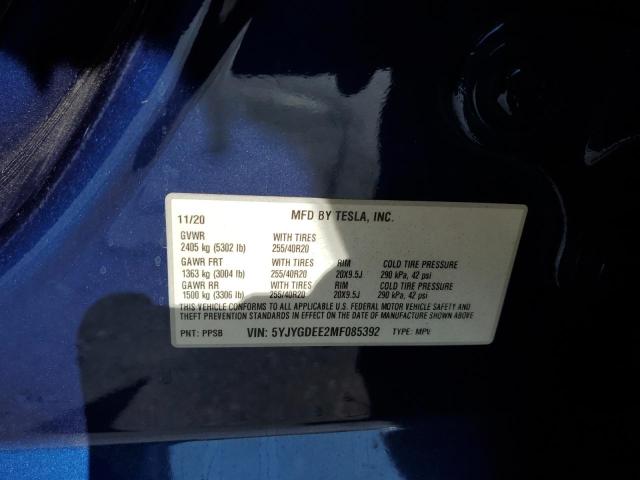 11/20 MFD BY TESLA, INC.
GVWR WITH TIRES
2405 kg (5302 lb) 255/40R20
GAWR FRT WITH TIRES RIM COLD TIRE PRESSURE
1363 kg (3004 lb) 255/40R20 20X9.5J 290 kPa, 42 psi
GAWR RR WITH TIRES RIM COLD TIRE PRESSURE
1500 kg (3306 lb) 255/40R20 20X9.5J 290 kPa, 42 psi
THIS VEHICLE CONFORMS TO ALL APPLICABLE U.S. FEDERAL MOTOR VEHICLE SAFETY AND
THEFT PREVENTION STANDARDS IN EFFECT ON THE DATE OF MANUFACTURE SHOWN ABOVE
PNT: PPSB VIN: 5YJYGDEE2MF085392 TYPE: MPV